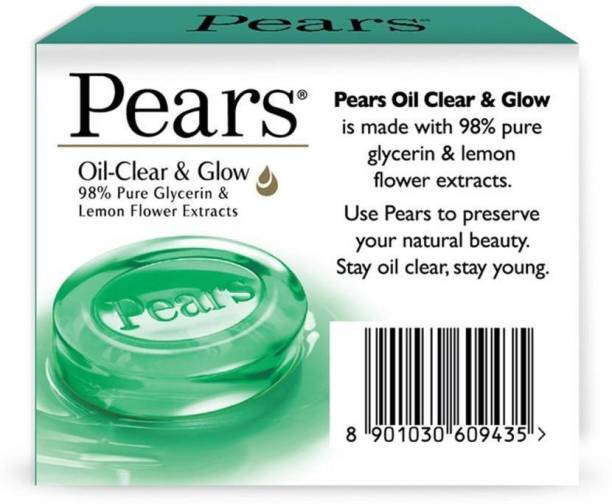 Pears
Pears®
Oil-Clear & Glow
98% Pure Glycerin &
Lemon Flower Extracts
Pears
Pears Oil Clear & Glow
is made with 98% pure
glycerin & lemon
flower extracts.
Use Pears to preserve
your natural beauty.
Stay oil clear, stay young.
8 901030 609435 >